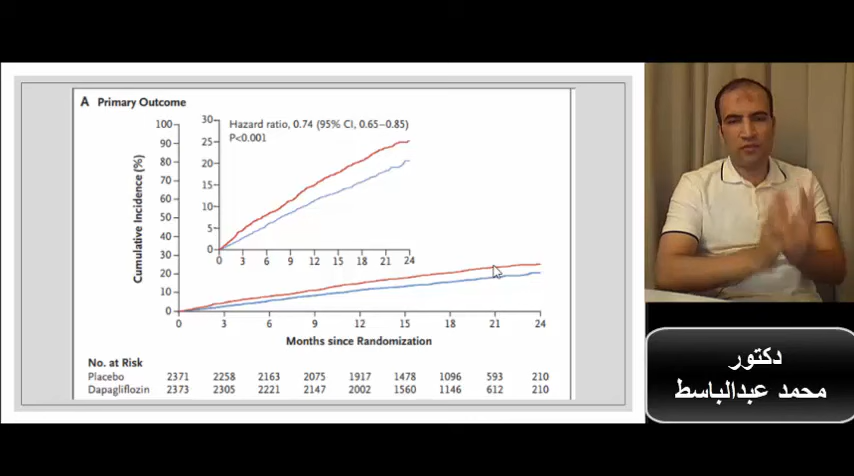 A Primary Outcome
Hazard ratio, 0.74 (95% CI, 0.65–0.85)
P<0.001
30
25
20
15
10
5
0
0 3 6 9 12 15 18 21 24
Cumulative Incidence (%)
100
90
80
70
60
50
40
30
20
10
0
0 3 6 9 12 15 18 21 24
Months since Randomization
No. at Risk
Placebo 2371 2258 2163 2075 1917 1478 1096 593 210
Dapagliflozin 2373 2305 2221 2147 2002 1560 1146 612 210
دكتور
محمد عبدالباسط